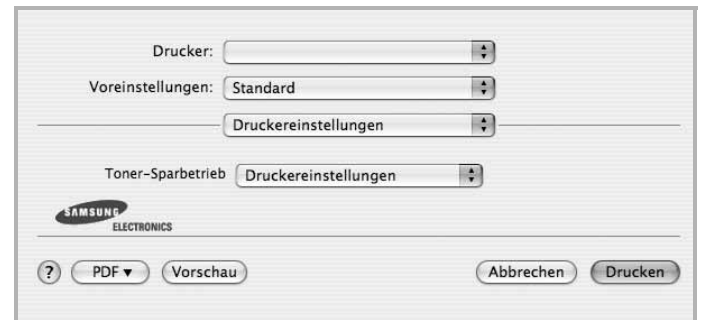 Drucker:
Voreinstellungen: Standard
Druckereinstellungen
Toner-Sparbetrieb Druckereinstellungen
SAMSUNG
ELECTRONICS
? PDF▼ Vorschau Abbrechen Drucken